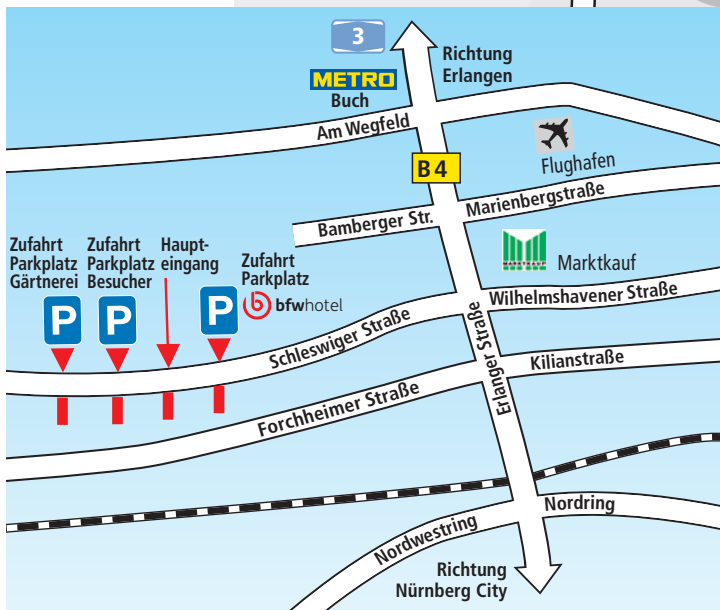 3
Richtung
Erlangen
METRO
Buch
Am Wegfeld
Flughafen
B 4
Marienbergstraße
Bamberger Str.
Zufahrt
Parkplatz
Gärtnerei
Zufahrt
Parkplatz
Besucher
Haupt-
eingang
Zufahrt
Parkplatz
b bfwhotel
MARKTKAUF
Marktkauf
P
P
P
Wilhelmshavener Straße
Schleswiger Straße
Erlanger Straße
Kilianstraße
Forchheimer Straße
Nordring
Nordwestring
Richtung
Nürnberg City